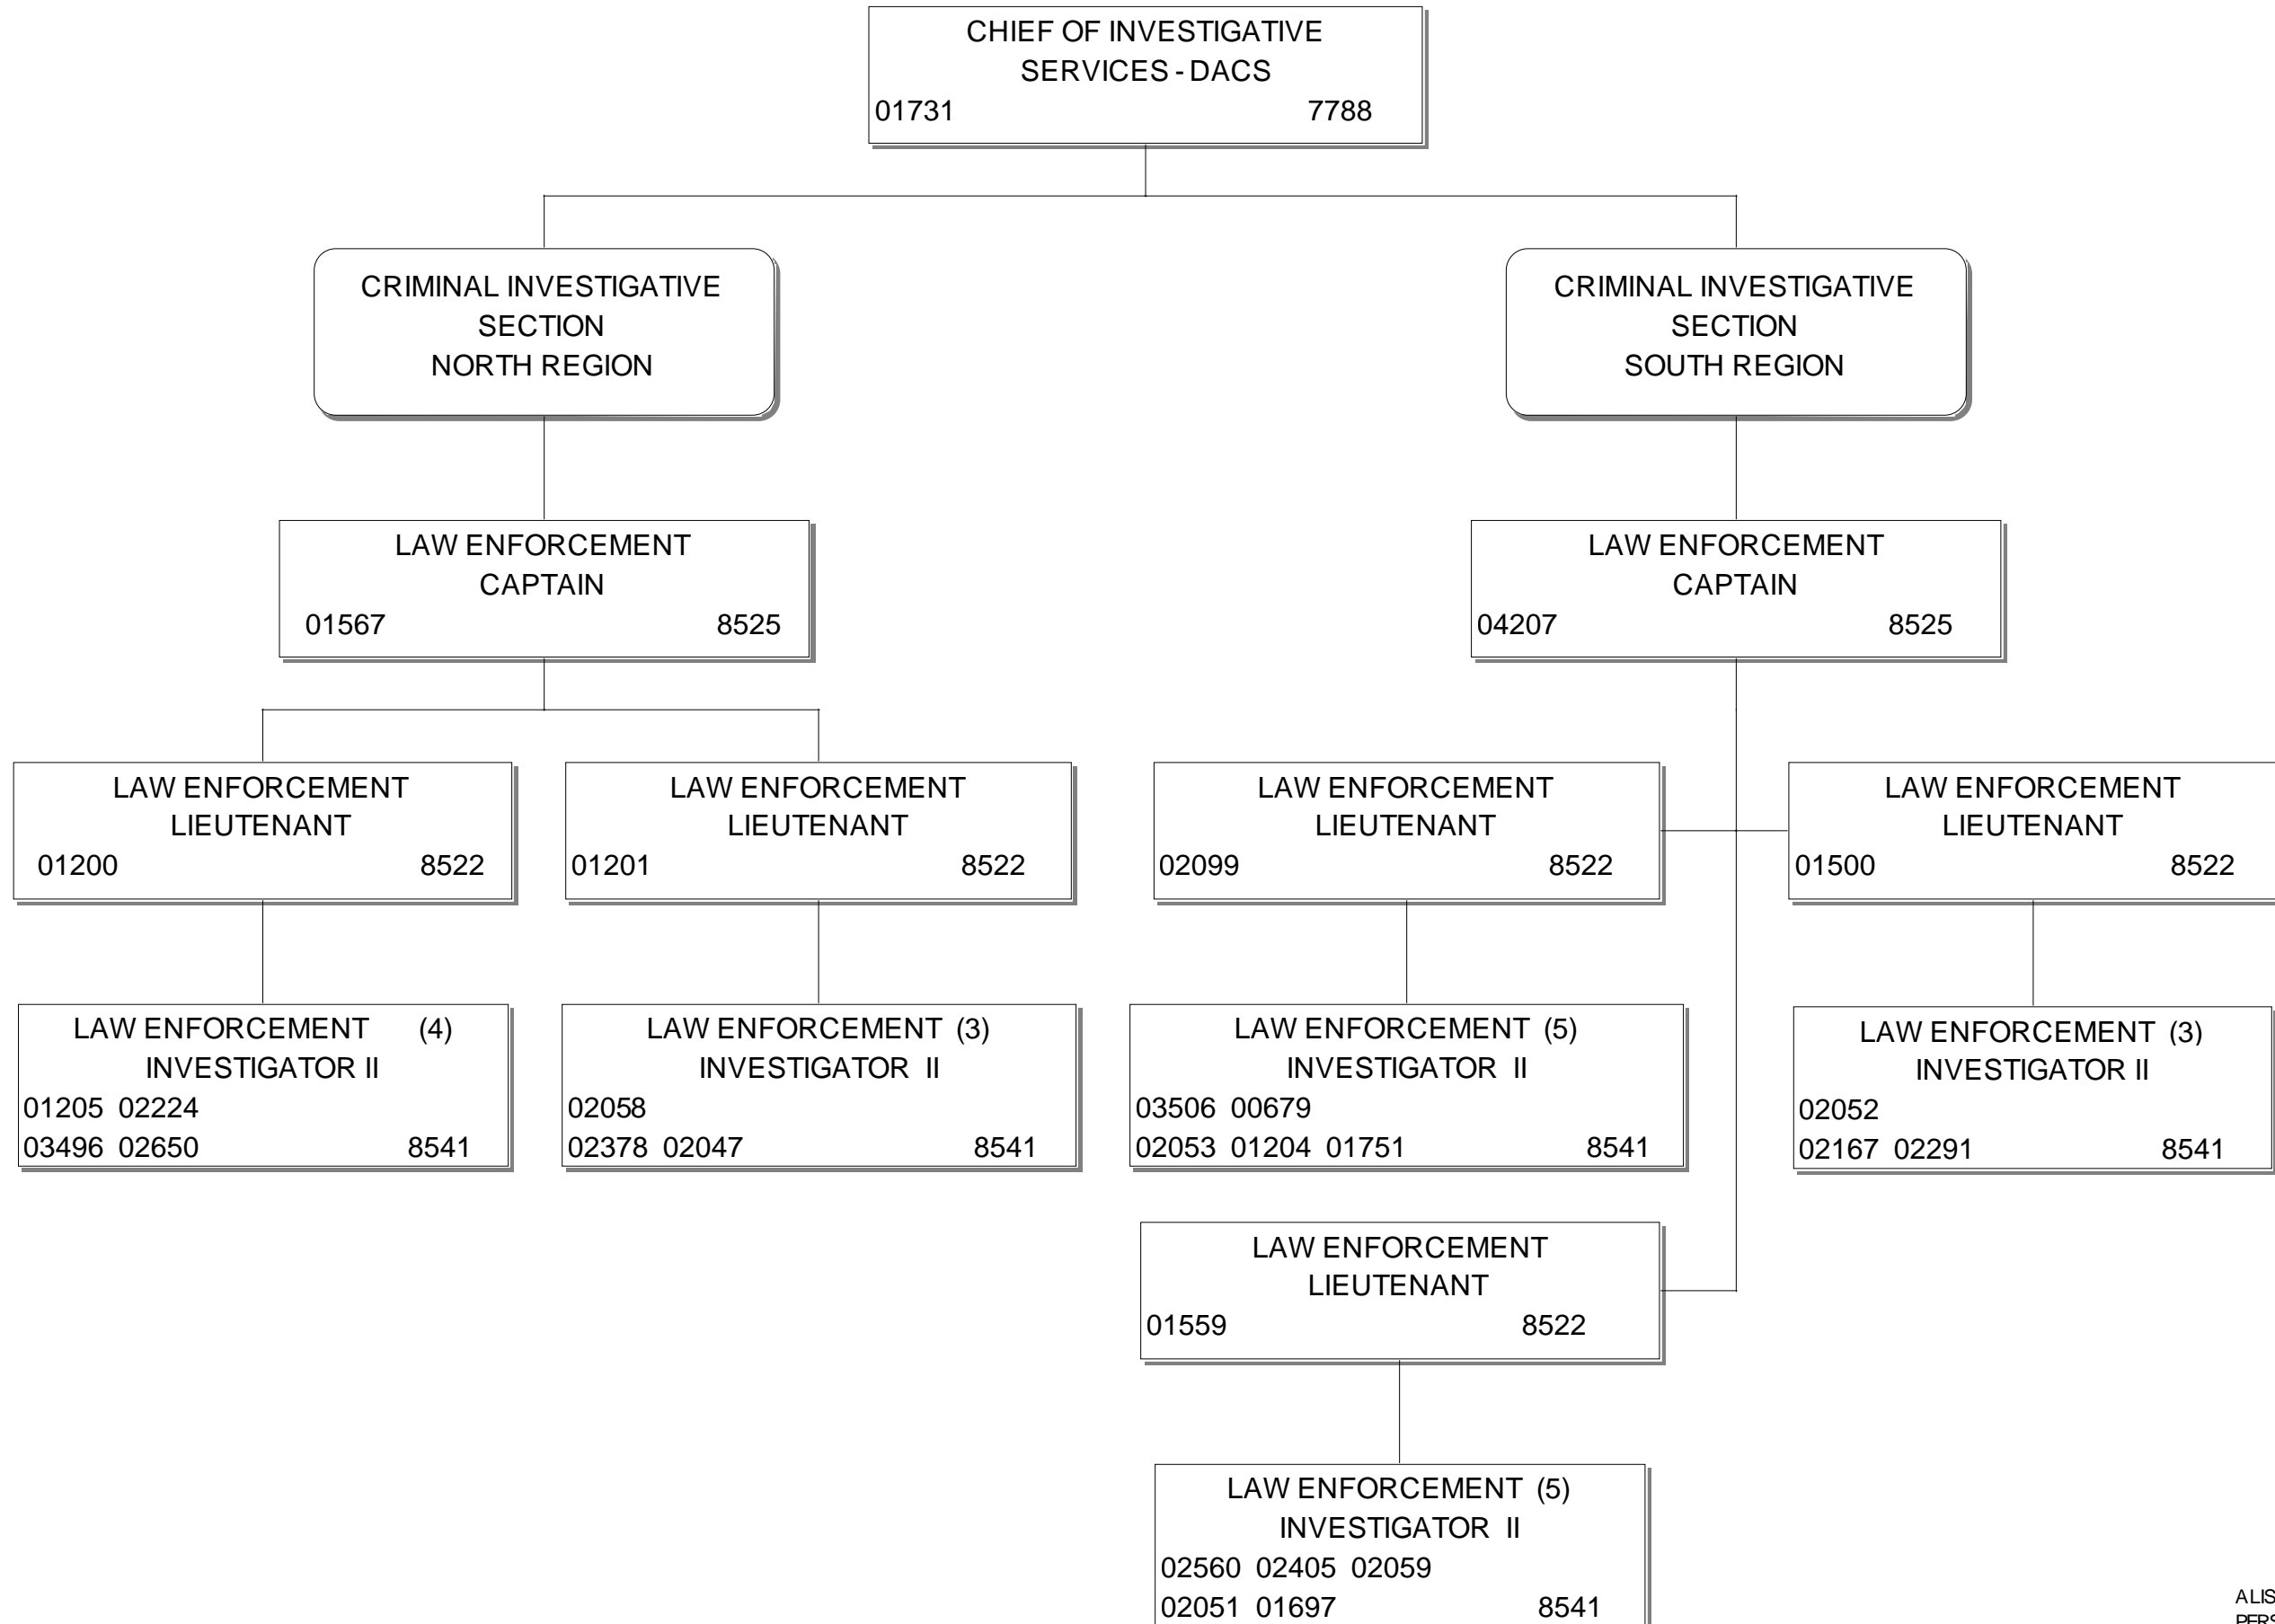 CHIEF OF INVESTIGATIVE
SERVICES - DACS
01731 7788
CRIMINAL INVESTIGATIVE
SECTION
NORTH REGION
CRIMINAL INVESTIGATIVE
SECTION
SOUTH REGION
LAW ENFORCEMENT
CAPTAIN
01567 8525
LAW ENFORCEMENT
CAPTAIN
04207 8525
LAW ENFORCEMENT
LIEUTENANT
01200 8522
LAW ENFORCEMENT
LIEUTENANT
01201 8522
LAW ENFORCEMENT
LIEUTENANT
02099 8522
LAW ENFORCEMENT
LIEUTENANT
01500 8522
LAW ENFORCEMENT (4)
INVESTIGATOR II
01205 02224
03496 02650 8541
LAW ENFORCEMENT (3)
INVESTIGATOR II
02058
02378 02047 8541
LAW ENFORCEMENT (5)
INVESTIGATOR II
03506 00679
02053 01204 01751 8541
LAW ENFORCEMENT (3)
INVESTIGATOR II
02052
02167 02291 8541
LAW ENFORCEMENT
LIEUTENANT
01559 8522
LAW ENFORCEMENT (5)
INVESTIGATOR II
02560 02405 02059
02051 01697 8541